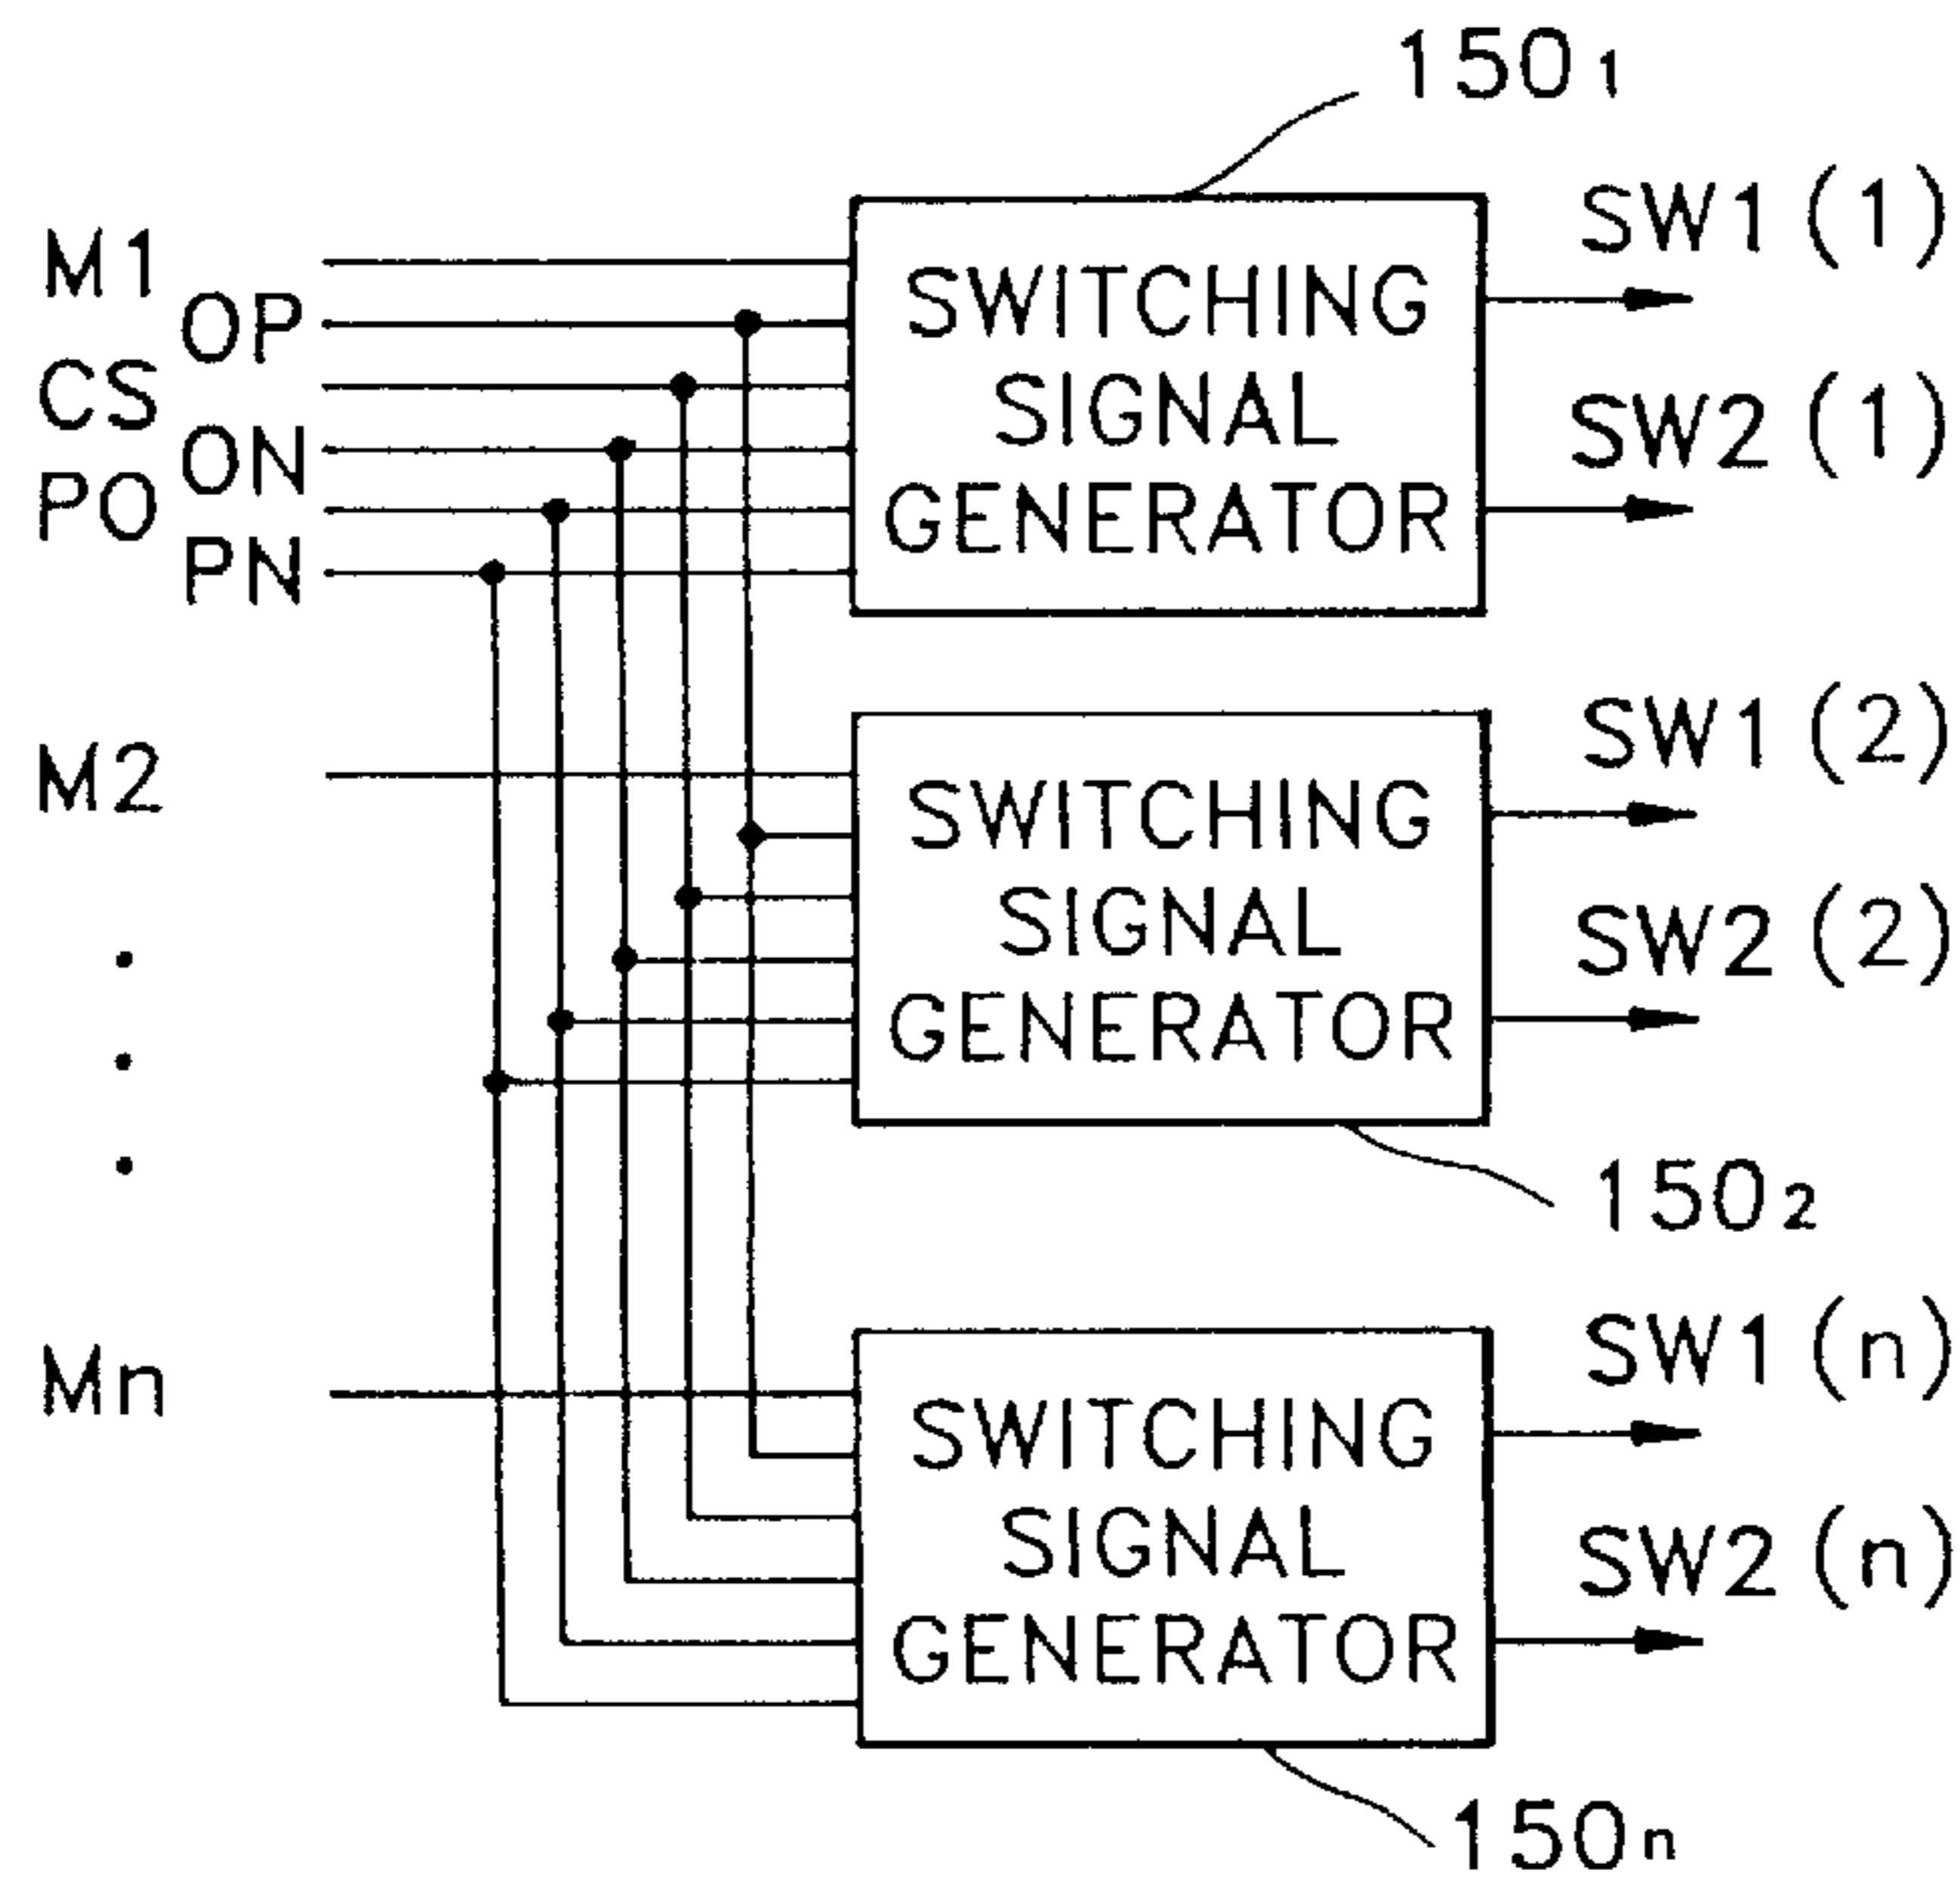 150₁
M1
OP
CS
ON
PO
PN
SWITCHING
SIGNAL
GENERATOR
SW1 (1)
SW2 (1)
M2
SWITCHING
SIGNAL
GENERATOR
SW1 (2)
SW2 (2)
150₂
Mn
SWITCHING
SIGNAL
GENERATOR
SW1 (n)
SW2 (n)
150n